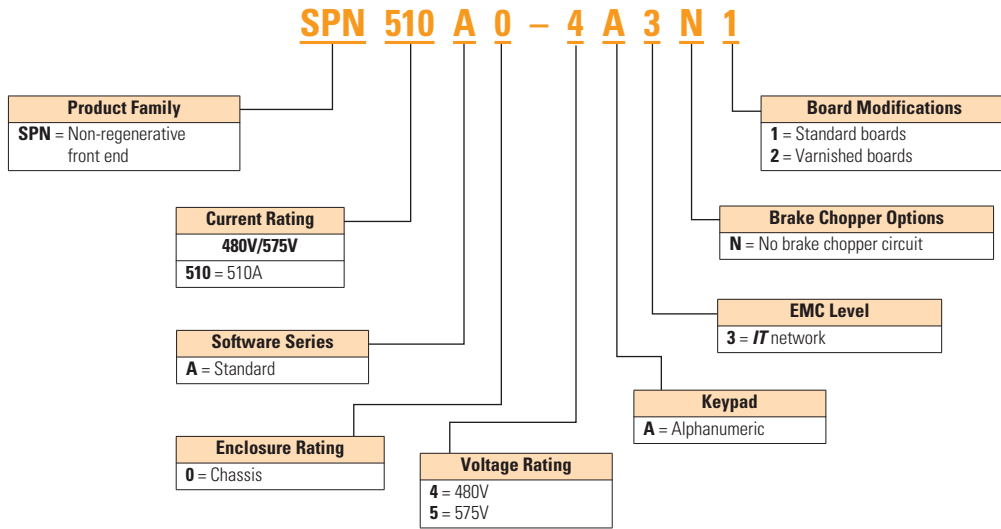 SPN 510 A 0 – 4 A 3 N 1
Product Family
SPN = Non-regenerative
front end
Current Rating
480V/575V
510 = 510A
Software Series
A = Standard
Enclosure Rating
0 = Chassis
Voltage Rating
4 = 480V
5 = 575V
Keypad
A = Alphanumeric
EMC Level
3 = IT network
Brake Chopper Options
N = No brake chopper circuit
Board Modifications
1 = Standard boards
2 = Varnished boards